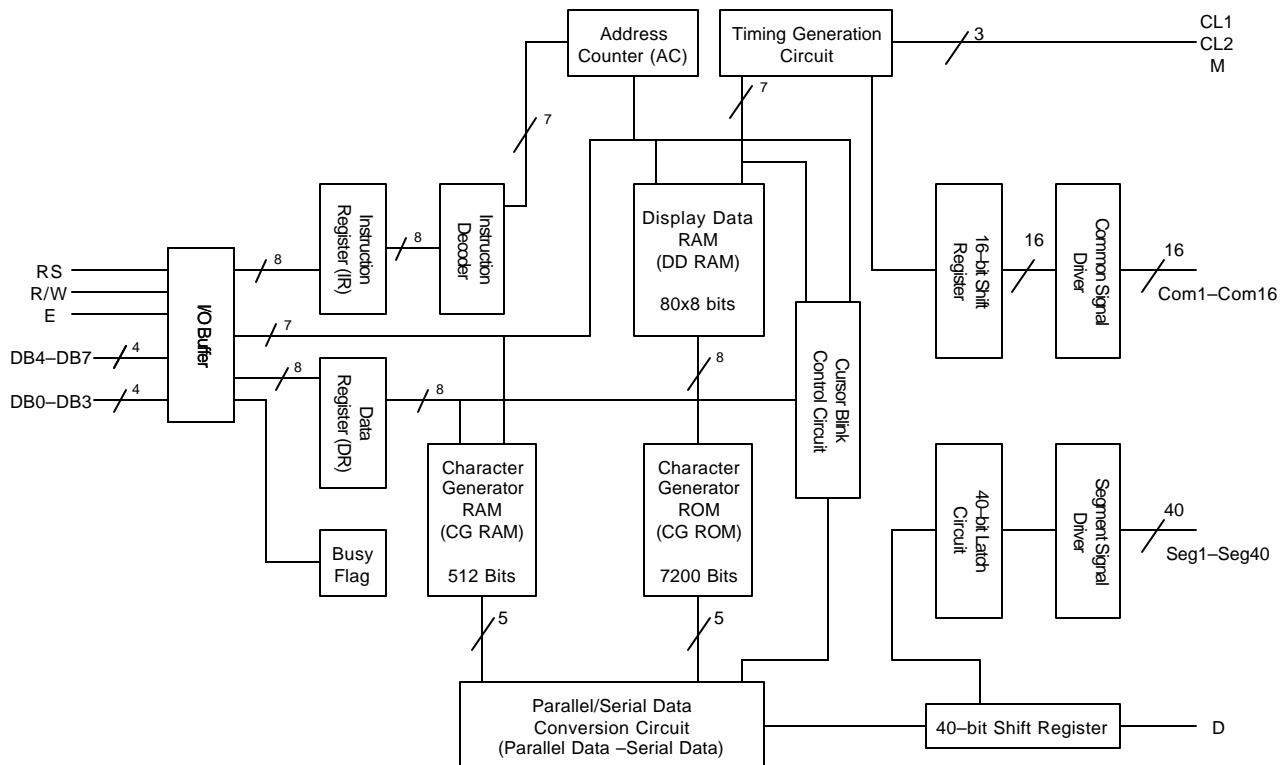 Address
Counter (AC)
Timing Generation
Circuit
3
CL1
CL2
M
7
7
Instruction
Register (IR)
8
Instruction
Decoder
Display Data
RAM
(DD RAM)
80x8 bits
16–bit Shift
Register
16
Common Signal
Driver
16
Com1–Com16
RS
R/W
E
DB4–DB7
4
DB0–DB3
4
I/O Buffer
8
7
8
Data
Register (DR)
8
8
Cursor Blink
Control Circuit
Character
Generator
RAM
(CG RAM)
512 Bits
Character
Generator
ROM
(CG ROM)
7200 Bits
40–bit Latch
Circuit
Segment Signal
Driver
40
Seg1–Seg40
Busy
Flag
5
5
Parallel/Serial Data
Conversion Circuit
(Parallel Data –Serial Data)
40–bit Shift Register
D